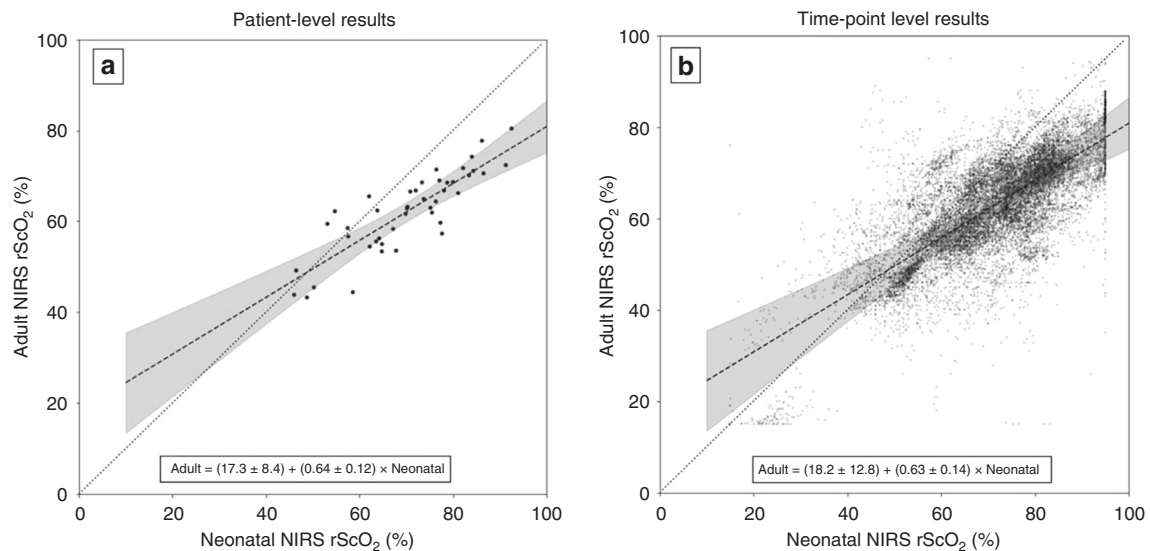 Patient-level results
a
100
80
60
40
20
0
Adult NIRS rScO₂ (%)
Adult = (17.3 ± 8.4) + (0.64 ± 0.12) × Neonatal
0 20 40 60 80 100
Neonatal NIRS rScO₂ (%)
Time-point level results
b
100
80
60
40
20
0
Adult NIRS rScO₂ (%)
Adult = (18.2 ± 12.8) + (0.63 ± 0.14) × Neonatal
0 20 40 60 80 100
Neonatal NIRS rScO₂ (%)